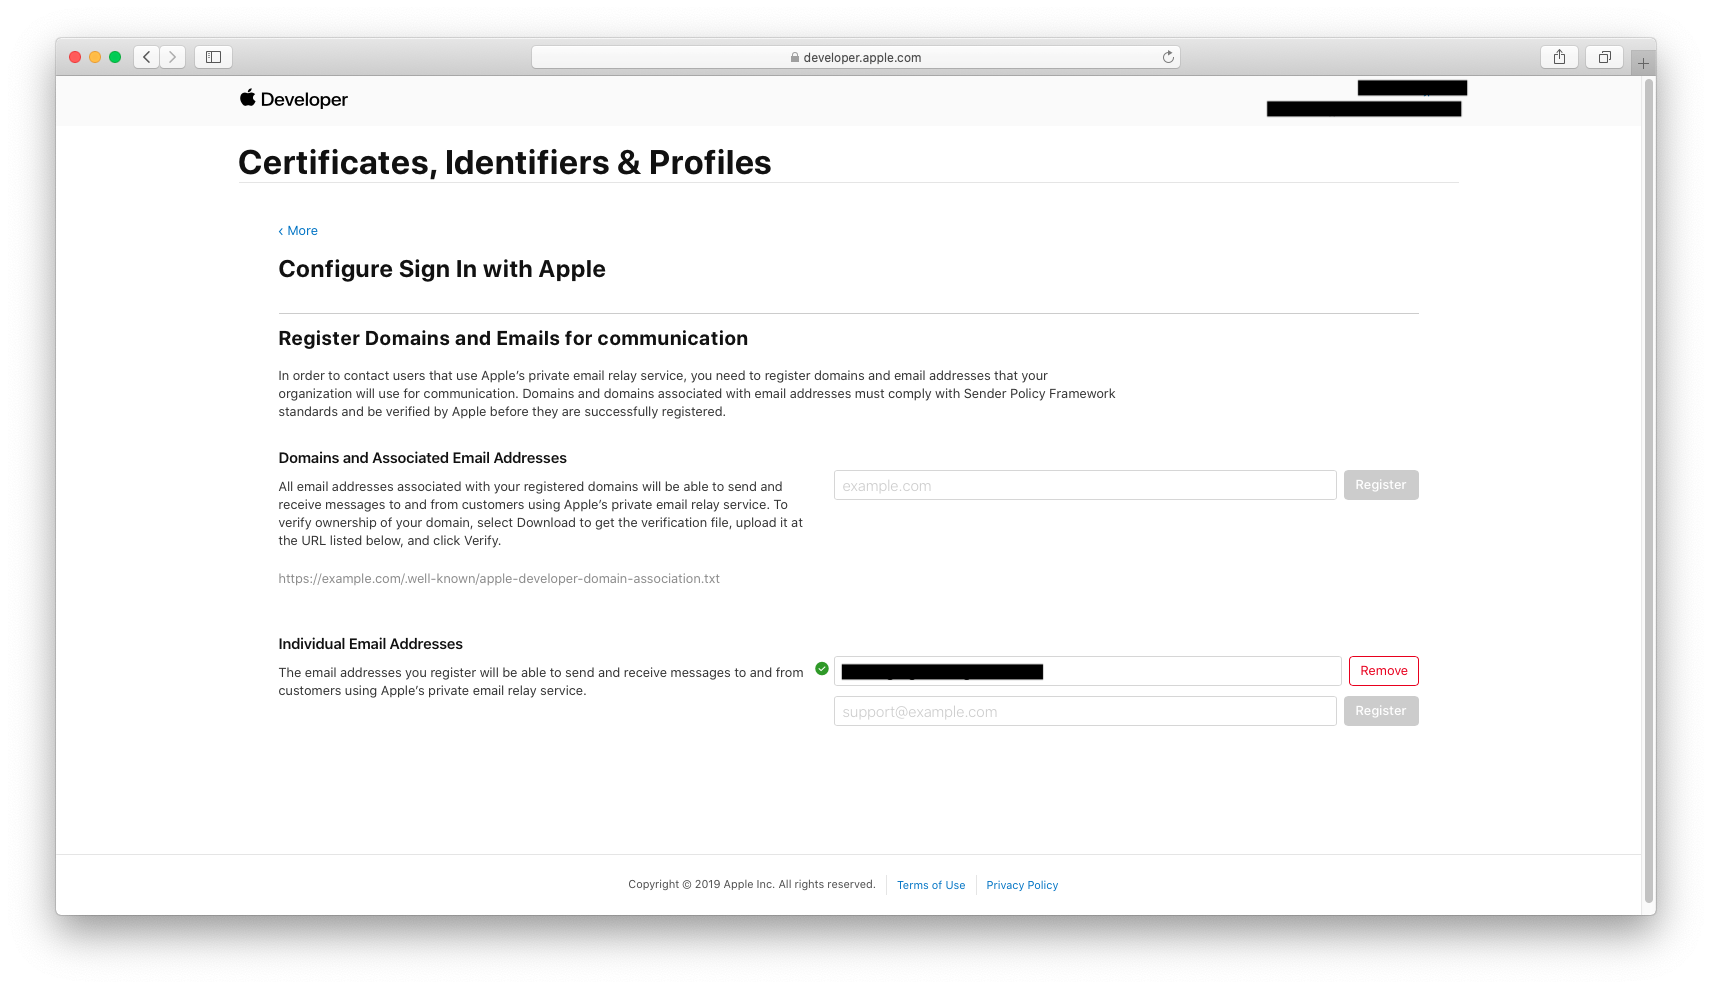 developer.apple.com
Developer
Certificates, Identifiers & Profiles
‹ More
Configure Sign In with Apple
Register Domains and Emails for communication
In order to contact users that use Apple’s private email relay service, you need to register domains and email addresses that your
organization will use for communication. Domains and domains associated with email addresses must comply with Sender Policy Framework
standards and be verified by Apple before they are successfully registered.
Domains and Associated Email Addresses
All email addresses associated with your registered domains will be able to send and
receive messages to and from customers using Apple’s private email relay service. To
verify ownership of your domain, select Download to get the verification file, upload it at
the URL listed below, and click Verify.
https://example.com/.well-known/apple-developer-domain-association.txt
example.com
Register
Individual Email Addresses
The email addresses you register will be able to send and receive messages to and from
customers using Apple’s private email relay service.
Remove
support@example.com
Register
Copyright © 2019 Apple Inc. All rights reserved.
Terms of Use
Privacy Policy